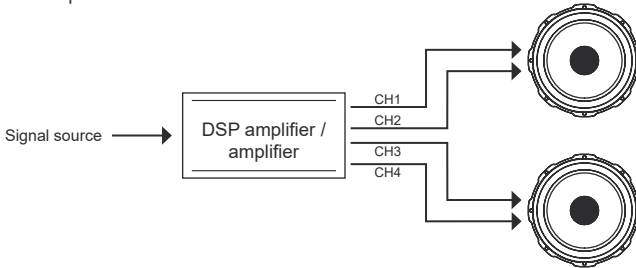 CH1
CH2
Signal source
DSP amplifier /
amplifier
CH3
CH4